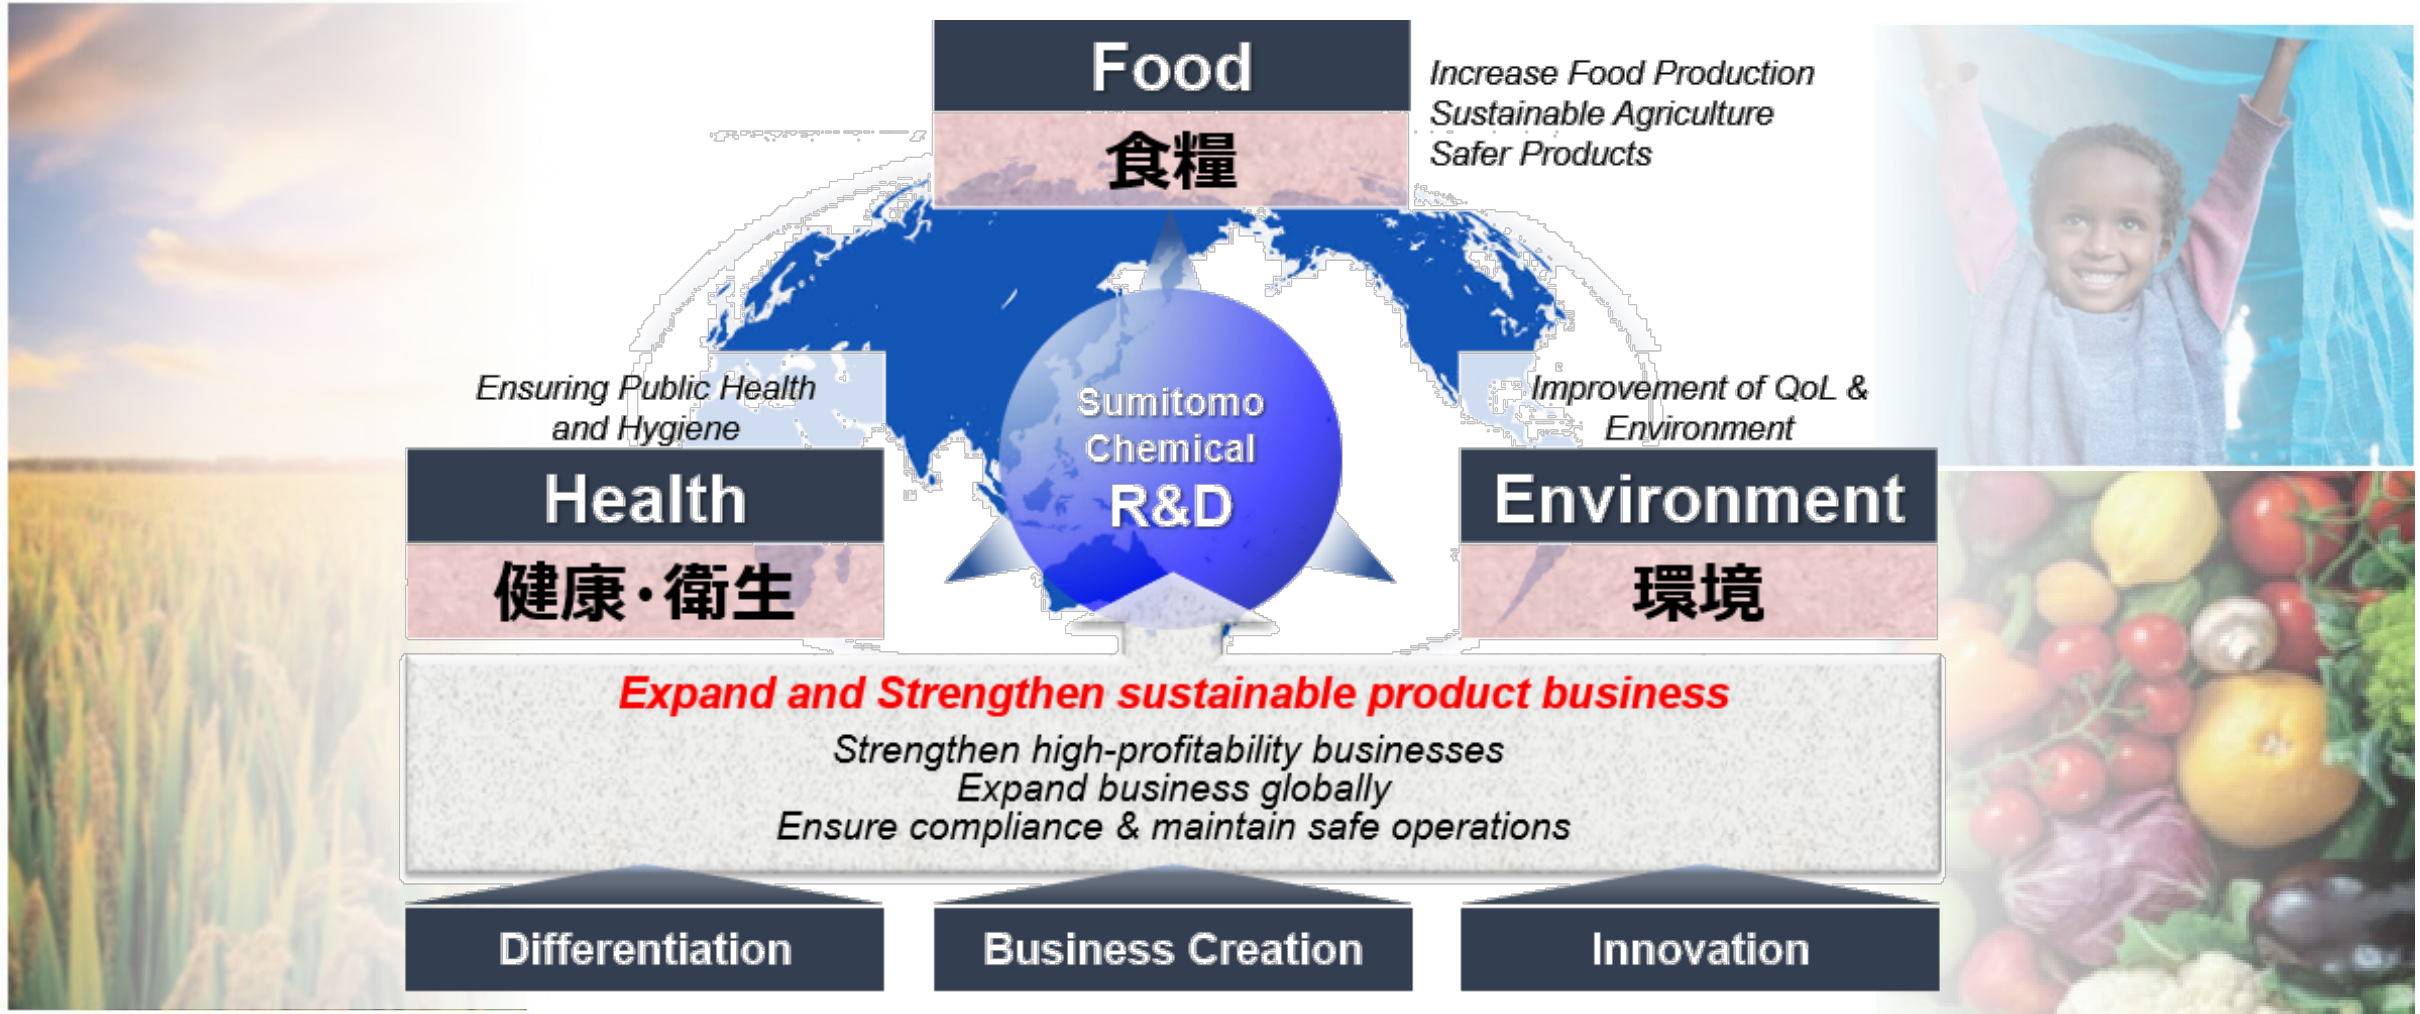 Food
食糧
Increase Food Production
Sustainable Agriculture
Safer Products
Ensuring Public Health
and Hygiene
Health
健康・衛生
Sumitomo
Chemical
R&D
Improvement of QoL &
Environment
Environment
環境
Expand and Strengthen sustainable product business
Strengthen high-profitability businesses
Expand business globally
Ensure compliance & maintain safe operations
Differentiation
Business Creation
Innovation